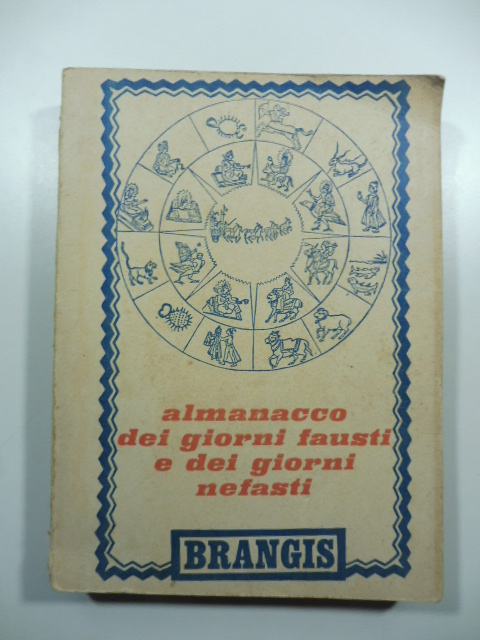 almanacco
dei giorni fausti
e dei giorni
nefasti
BRANGIS